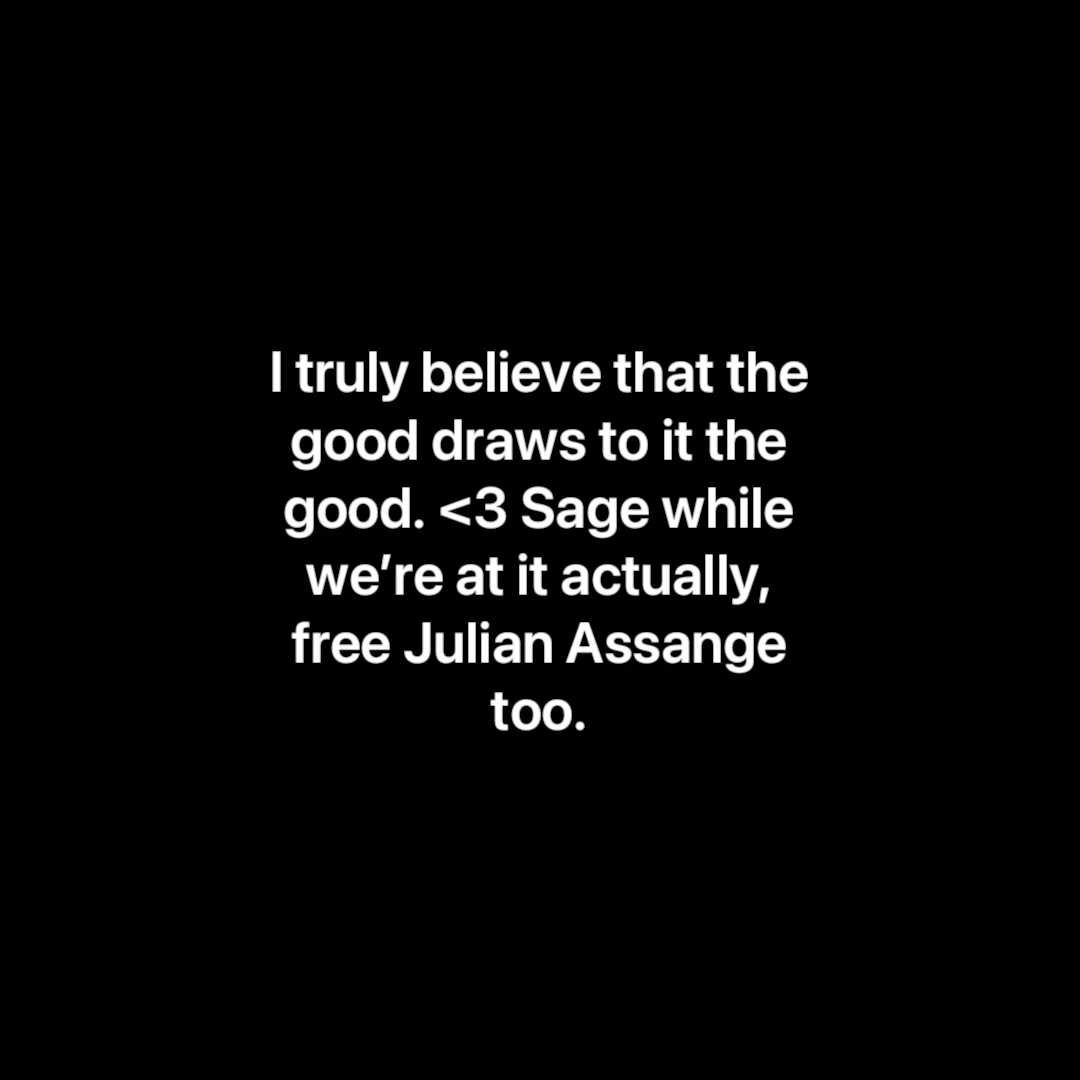 I truly believe that the
good draws to it the
good. <3 Sage while
we’re at it actually,
free Julian Assange
too.